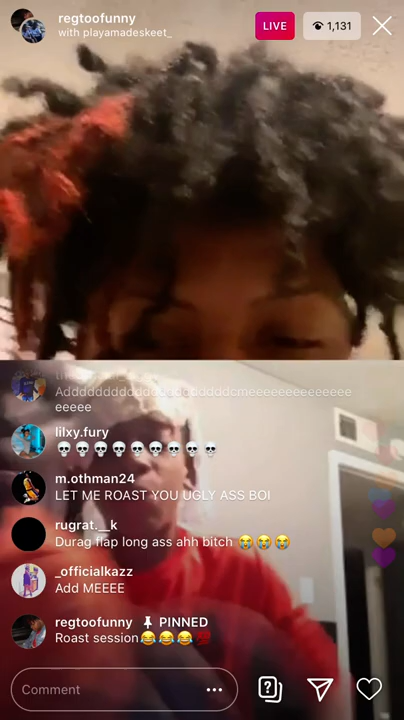 regtoofunny
with playamadeskeet_
LIVE
1,131
eeeee
lilxy.fury
💀💀💀💀💀💀💀💀💀
m.othman24
LET ME ROAST YOU UGLY ASS BOI
rugrat.__k
Durag flap long ass ahh bitch 😭😭😭
_officialkazz
Add MEEEE
regtoofunny 📌 PINNED
Roast session😂😂😂💯
Comment